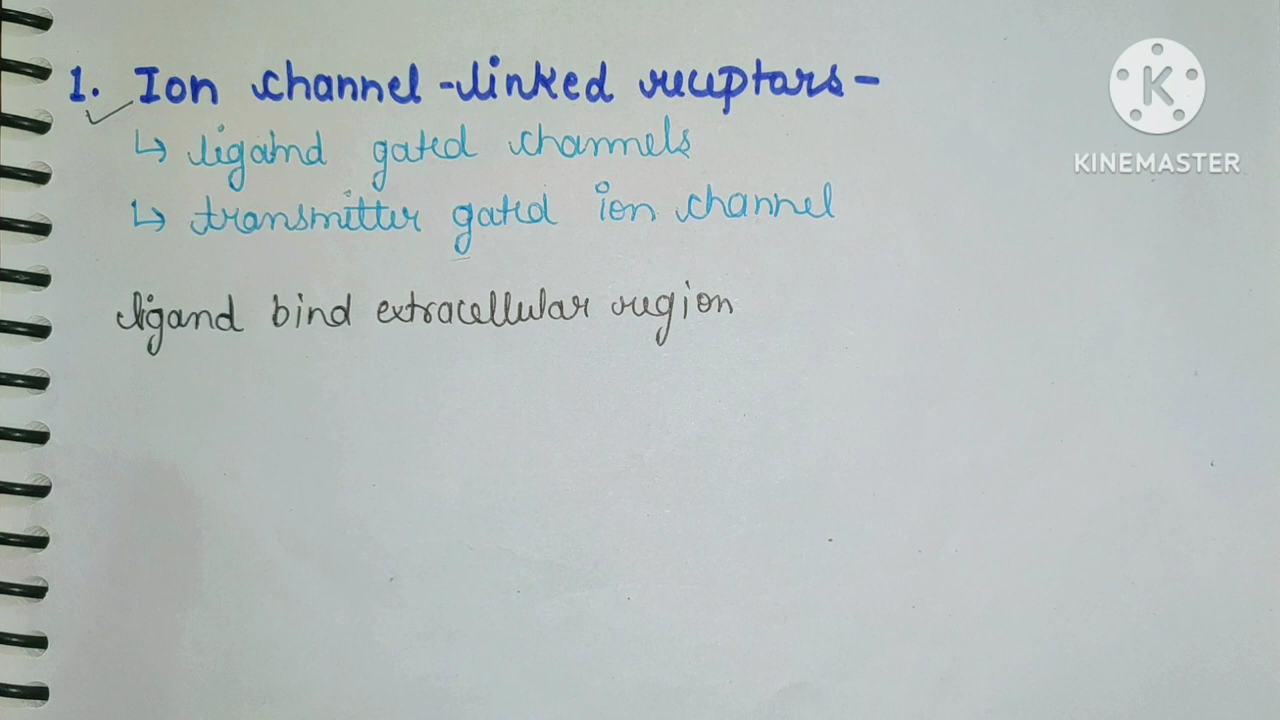 1. Ion channel-linked receptors-
↳ ligand gated channels
↳ transmitter gated ion channel
ligand bind extracellular region
K
KINEMASTER